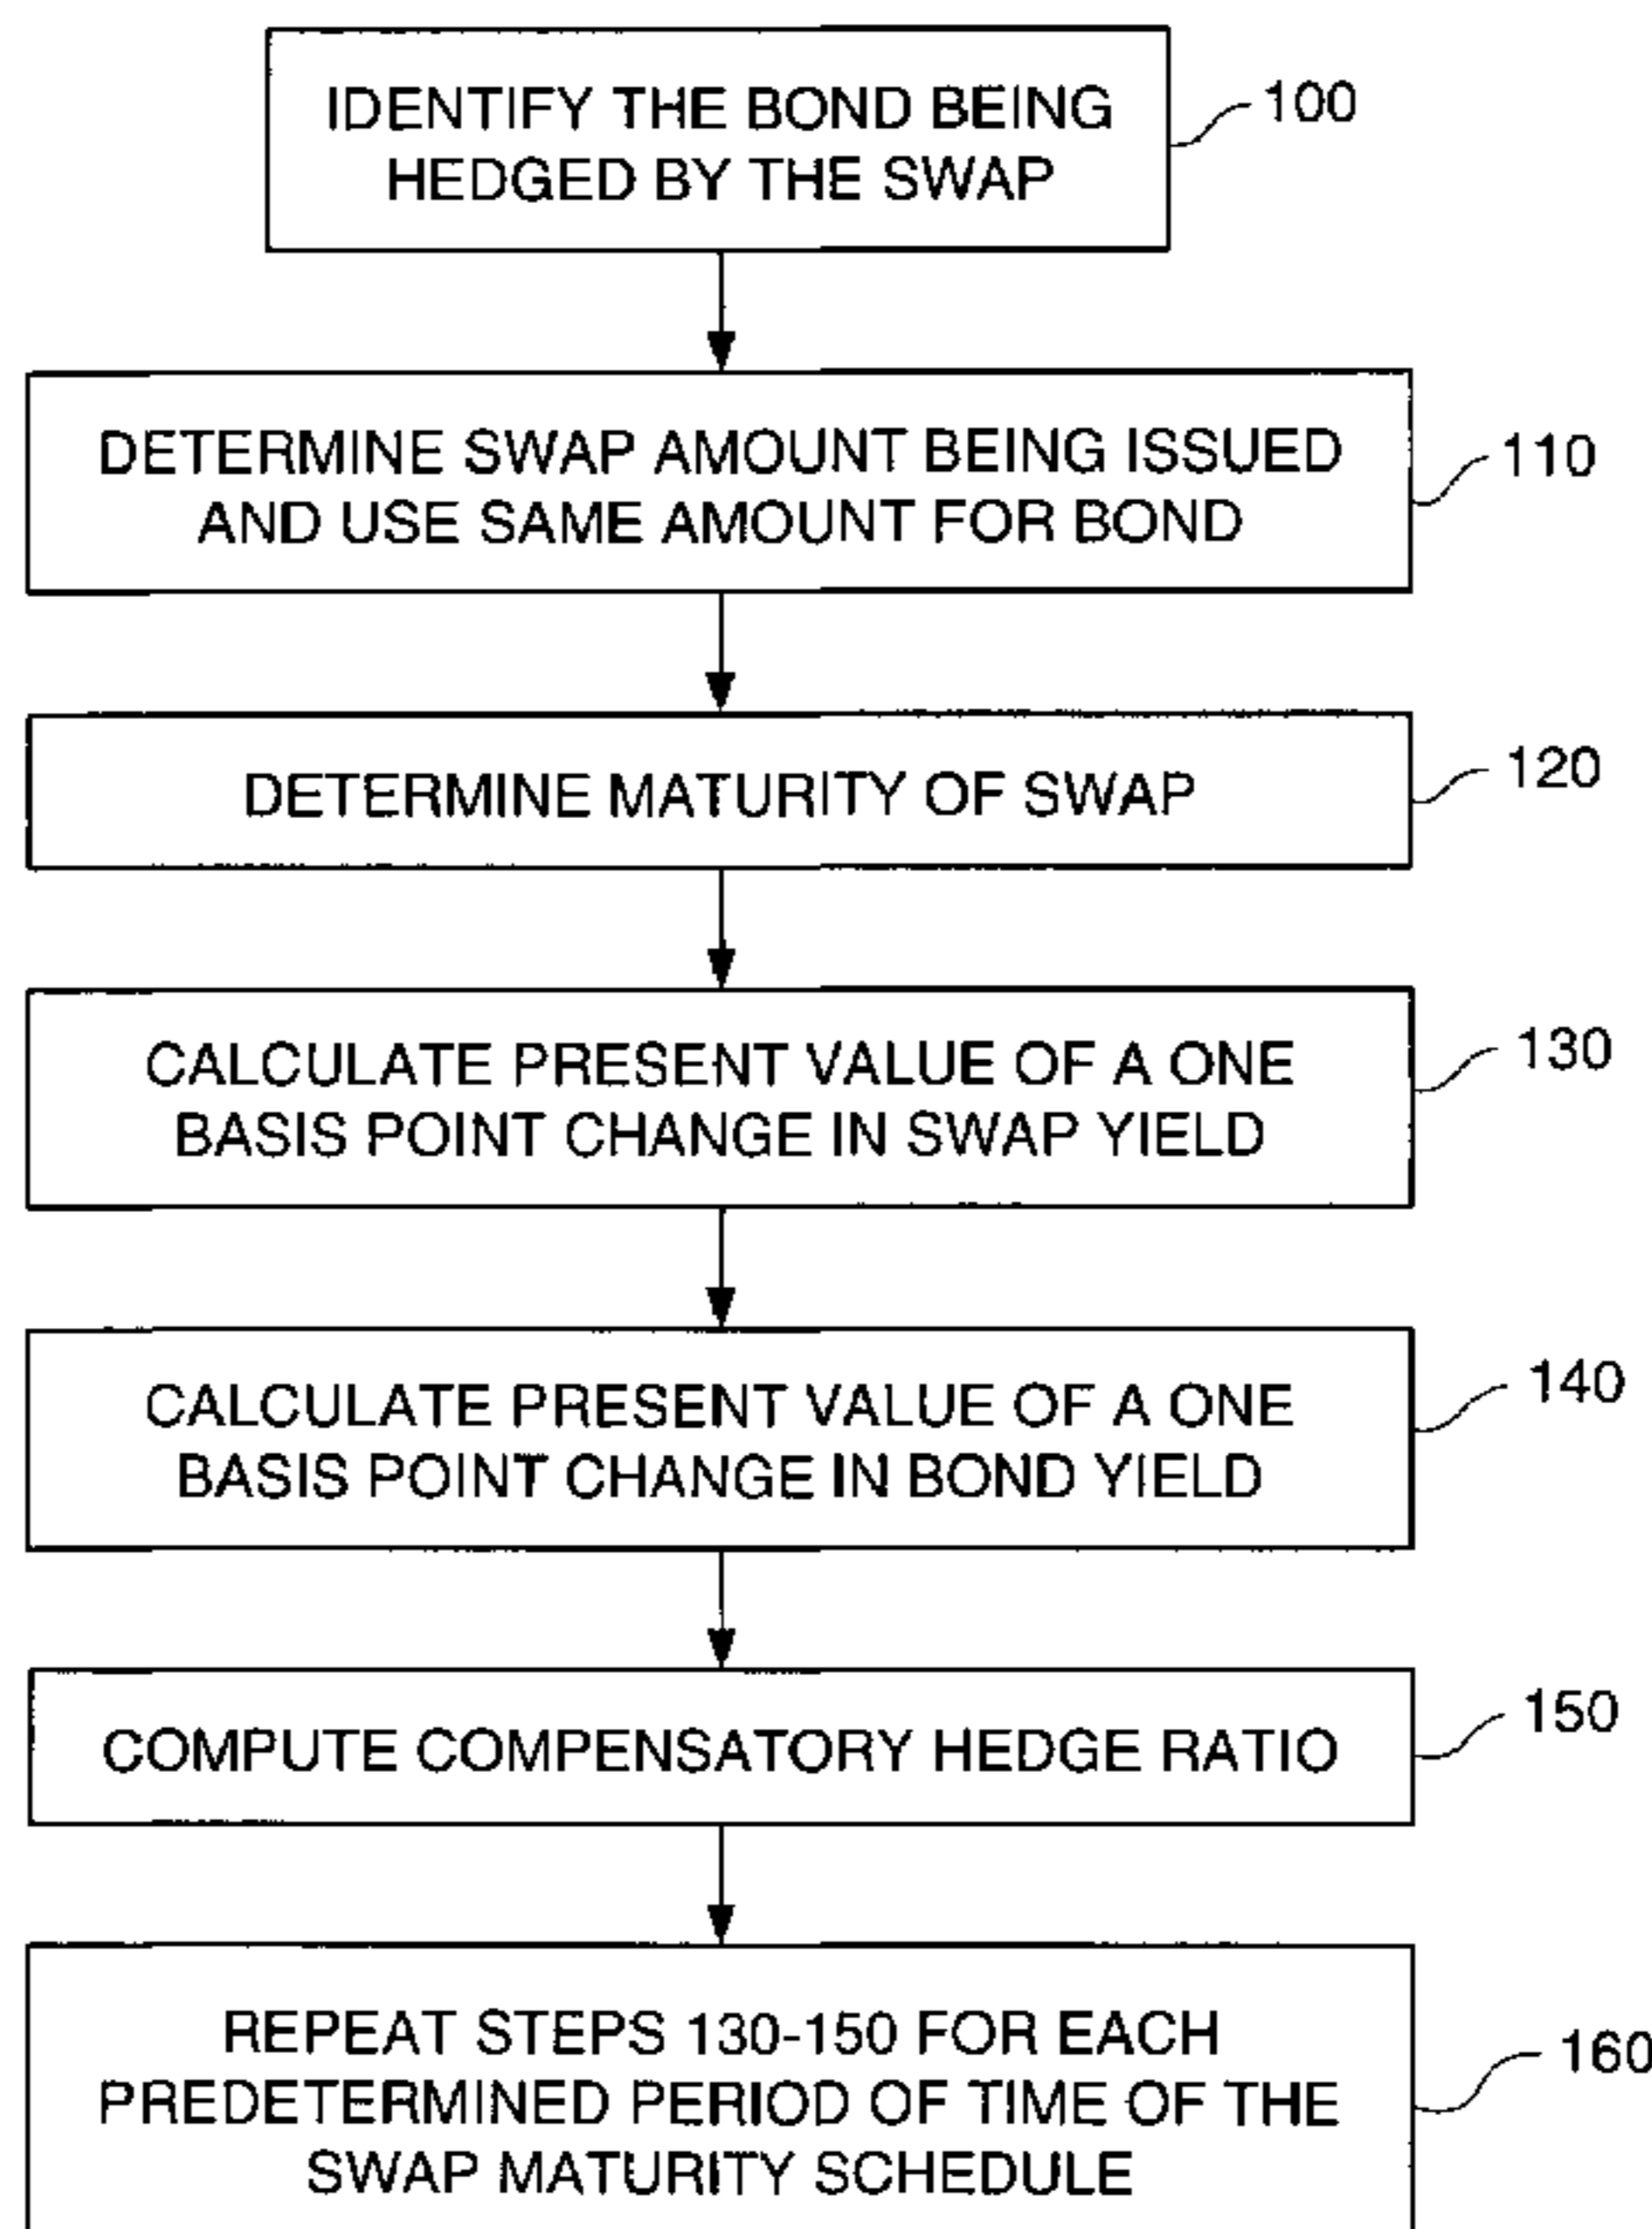 IDENTIFY THE BOND BEING
HEDGED BY THE SWAP
100
DETERMINE SWAP AMOUNT BEING ISSUED
AND USE SAME AMOUNT FOR BOND
110
DETERMINE MATURITY OF SWAP
120
CALCULATE PRESENT VALUE OF A ONE
BASIS POINT CHANGE IN SWAP YIELD
130
CALCULATE PRESENT VALUE OF A ONE
BASIS POINT CHANGE IN BOND YIELD
140
COMPUTE COMPENSATORY HEDGE RATIO
150
REPEAT STEPS 130-150 FOR EACH
PREDETERMINED PERIOD OF TIME OF THE
SWAP MATURITY SCHEDULE
160